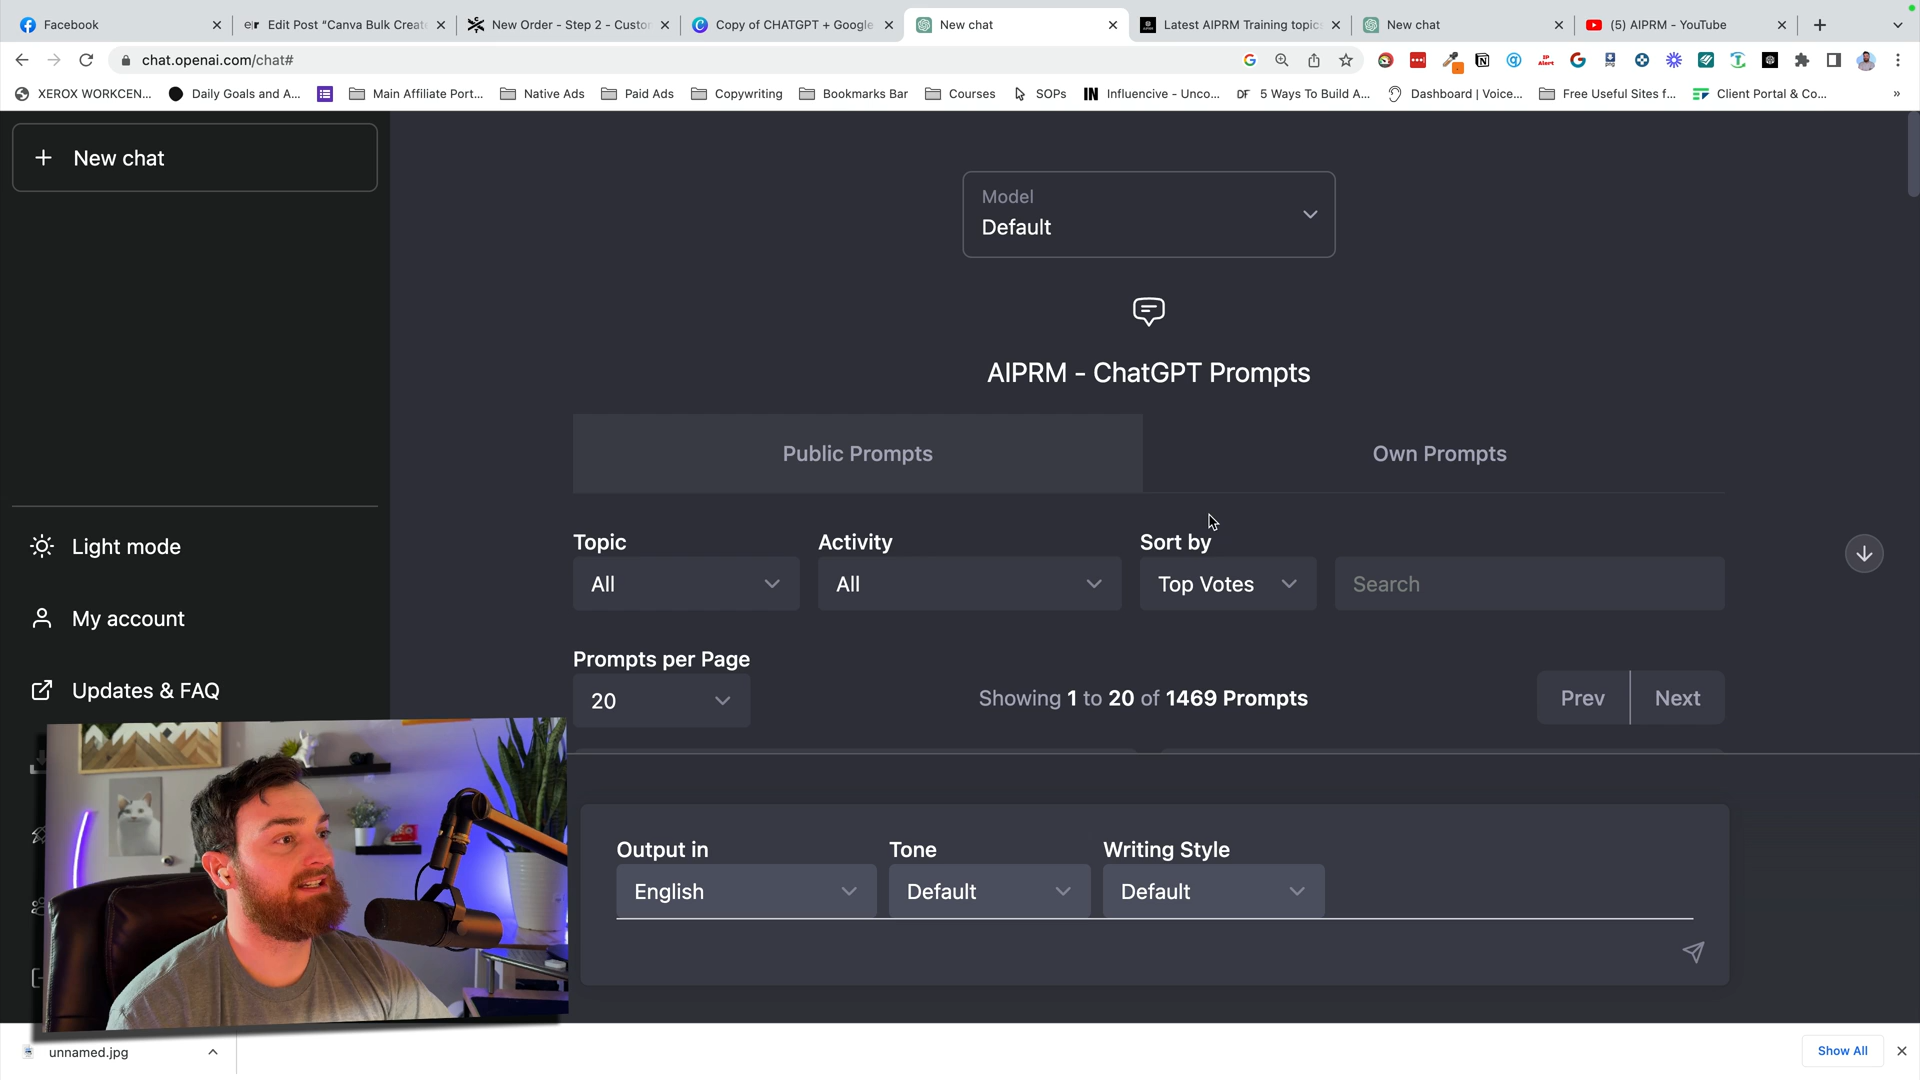 Facebook
Edit Post “Canva Bulk Create
New Order - Step 2 - Custo
Copy of CHATGPT + Google
New chat
Latest AIPRM Training topics
New chat
(5) AIPRM - YouTube
chat.openai.com/chat#
XEROX WORKCEN...
Daily Goals and A...
Main Affiliate Port...
Native Ads
Paid Ads
Copywriting
Bookmarks Bar
Courses
SOPs
IN Influencive - Unco...
DF 5 Ways To Build A...
Dashboard | Voice...
Free Useful Sites f...
Client Portal & Co...
»
+ New chat
Model
Default
AIPRM - ChatGPT Prompts
Public Prompts
Own Prompts
Topic
Activity
Sort by
All
All
Top Votes
Search
Light mode
My account
Updates & FAQ
Prompts per Page
20
Showing 1 to 20 of 1469 Prompts
Prev
Next
Output in
Tone
Writing Style
English
Default
Default
unnamed.jpg
Show All